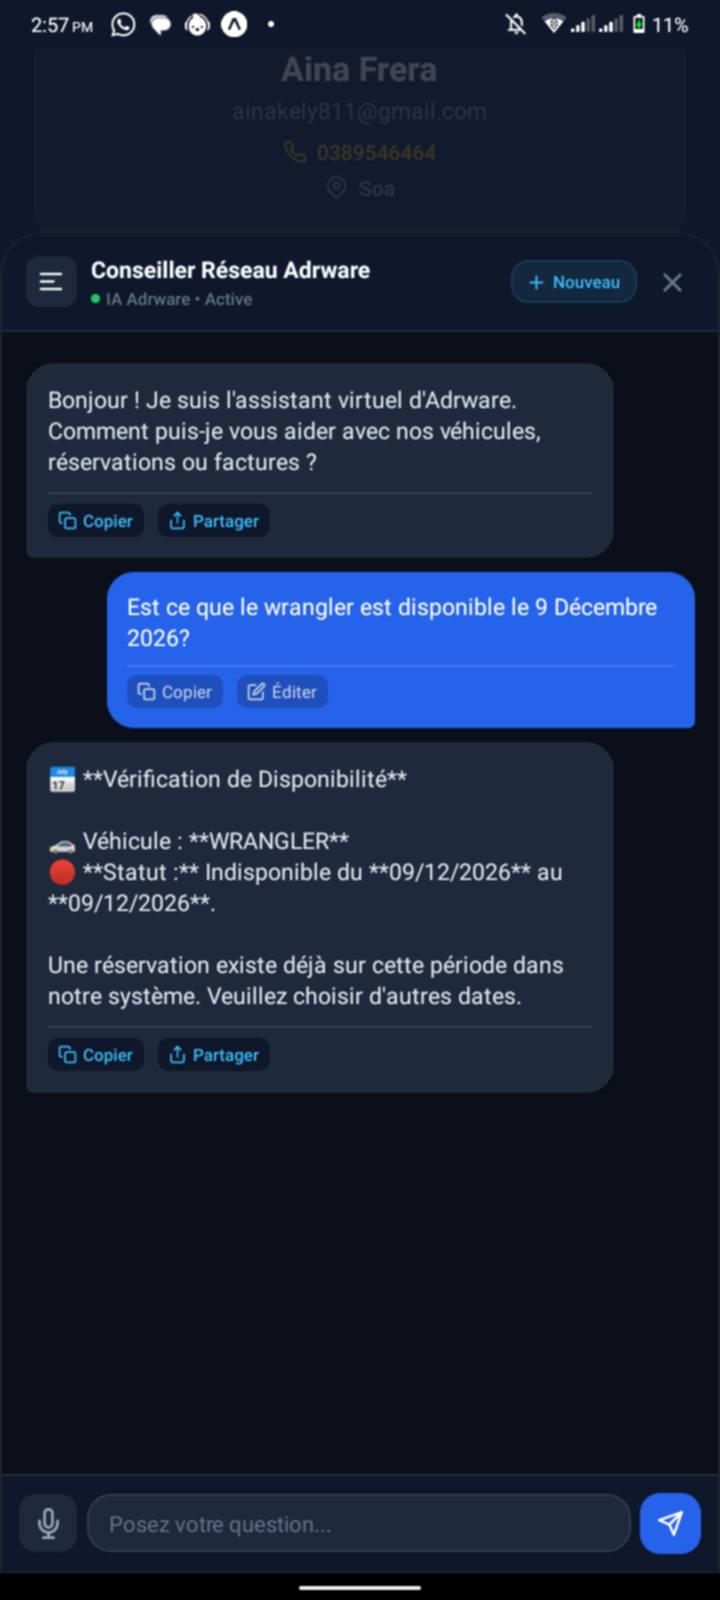 2:57 PM
11%
Aina Frera
ainakely811@gmail.com
0389546464
Soa
Conseiller Réseau Adrware
IA Adrware • Active
+ Nouveau
Bonjour ! Je suis l'assistant virtuel d'Adrware.
Comment puis-je vous aider avec nos véhicules,
réservations ou factures ?
Copier Partager
Est ce que le wrangler est disponible le 9 Décembre
2026?
Copier Éditer
July
17
**Vérification de Disponibilité**
Véhicule : **WRANGLER**
**Statut :** Indisponible du **09/12/2026** au
**09/12/2026**.
Une réservation existe déjà sur cette période dans
notre système. Veuillez choisir d'autres dates.
Copier Partager
Posez votre question...